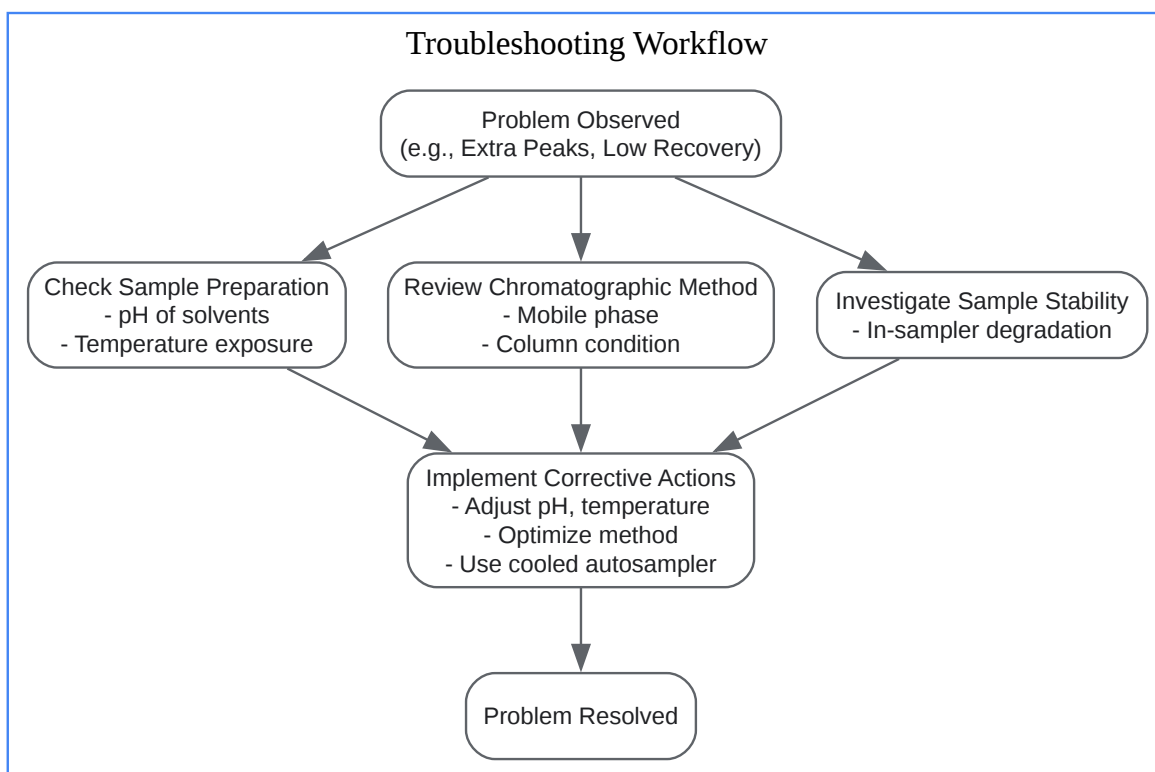 Troubleshooting Workflow
Problem Observed
(e.g., Extra Peaks, Low Recovery)
Check Sample Preparation
- pH of solvents
- Temperature exposure
Review Chromatographic Method
- Mobile phase
- Column condition
Investigate Sample Stability
- In-sampler degradation
Implement Corrective Actions
- Adjust pH, temperature
- Optimize method
- Use cooled autosampler
Problem Resolved